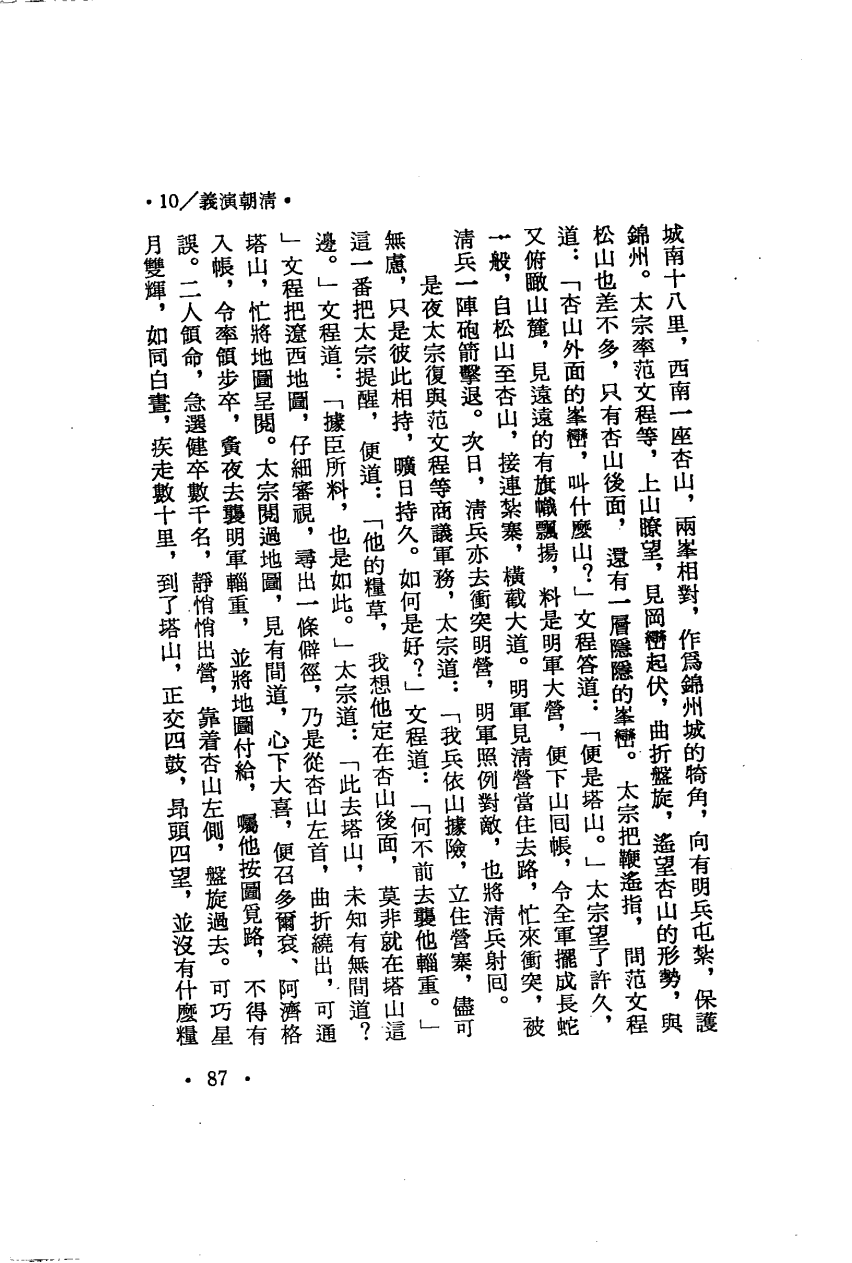 •10／義演朝清•
城南十八里，西南一座杏山，兩峯相對，作爲錦州城的犄角，向有明兵屯紮，保護
錦州。太宗率范文程等，上山瞭望，見岡巒起伏，曲折盤旋，遙望杏山的形勢，與
松山也差不多，只有杏山後面，還有一層隱隱的峯巒。太宗把鞭遙指，問范文程
道：「杏山外面的峯巒，叫什麼山？」文程答道：「便是塔山。」太宗望了許久，
又俯瞰山麓，見遠遠的有旗幟飄揚，料是明軍大營，便下山回帳，令全軍擺成長蛇
一般，自松山至杏山，接連紮寨，橫截大道。明軍見清營當住去路，忙來衝突，被
清兵一陣砲箭擊退。次日，清兵亦去衝突明營，明軍照例對敵，也將清兵射回。
是夜太宗復與范文程等商議軍務，太宗道：「我兵依山據險，立住營寨，儘可
無慮，只是彼此相持，曠日持久。如何是好？」文程道：「何不前去襲他輜重。」
這一番把太宗提醒，便道：「他的糧草，我想他定在杏山後面，莫非就在塔山這
邊。」文程道：「據臣所料，也是如此。」太宗道：「此去塔山，未知有無間道？
」文程把遼西地圖，仔細審視，尋出一條僻徑，乃是從杏山左首，曲折繞出，可通
塔山，忙將地圖呈閱。太宗閱過地圖，見有間道，心下大喜，便召多爾袞、阿濟格
入帳，令率領步卒，夤夜去襲明軍輜重，並將地圖付給，囑他按圖覓路，不得有
誤。二人領命，急選健卒數千名，靜悄悄出營，靠着杏山左側，盤旋過去。可巧星
月雙輝，如同白晝，疾走數十里，到了塔山，正交四鼓，昻頭四望，並沒有什麼糧
• 87 •